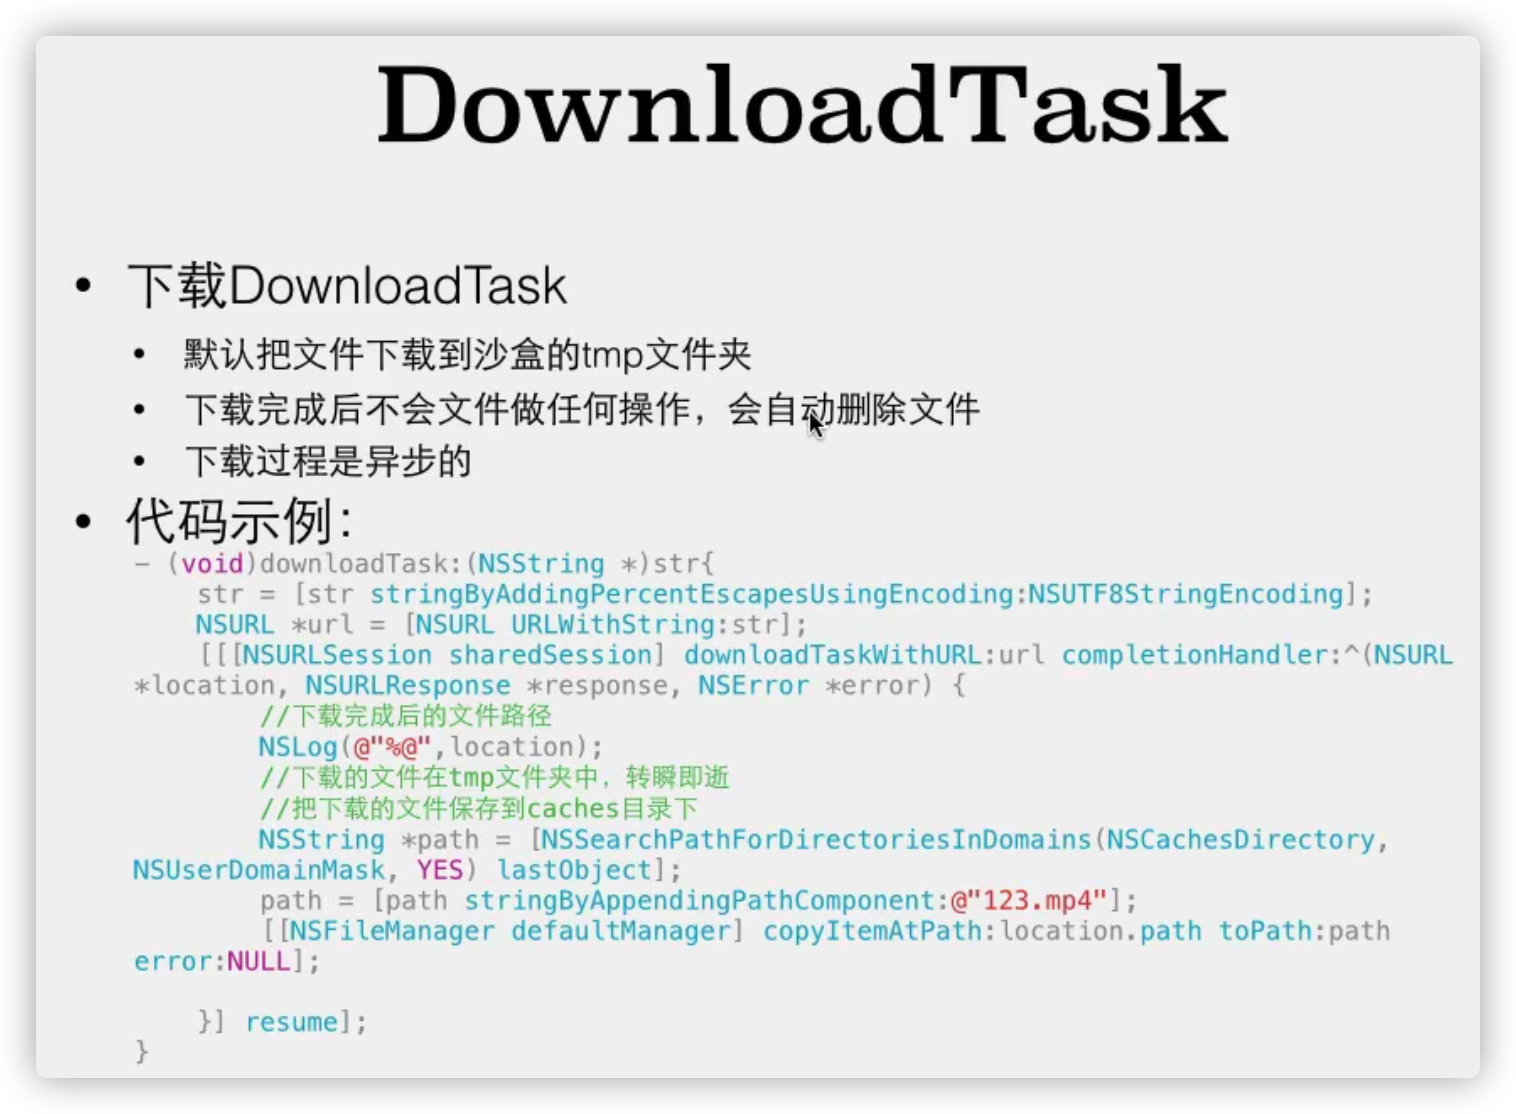 DownloadTask
• 下载DownloadTask
• 默认把文件下载到沙盒的tmp文件夹
• 下载完成后不会文件做任何操作，会自动删除文件
• 下载过程是异步的
• 代码示例：
- (void)downloadTask:(NSString *)str{
    str = [str stringByAddingPercentEscapesUsingEncoding:NSUTF8StringEncoding];
    NSURL *url = [NSURL URLWithString:str];
    [[[NSURLSession sharedSession] downloadTaskWithURL:url completionHandler:^(NSURL
*location, NSURLResponse *response, NSError *error) {
        //下载完成后的文件路径
        NSLog(@"%@",location);
        //下载的文件在tmp文件夹中，转瞬即逝
        //把下载的文件保存到caches目录下
        NSString *path = [NSSearchPathForDirectoriesInDomains(NSCachesDirectory,
NSUserDomainMask, YES) lastObject];
        path = [path stringByAppendingPathComponent:@"123.mp4"];
        [[NSFileManager defaultManager] copyItemAtPath:location.path toPath:path
error:NULL];
    }] resume];
}